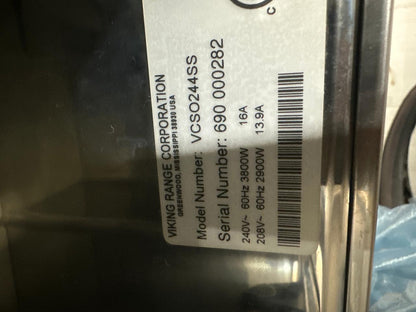 VIKING RANGE CORPORATION
GREENWOOD, MISSISSIPPI 38930 USA
Model Number: VCSO244SS
Serial Number: 690 000282
240V~ 60Hz 3800W 16A
208V~ 60Hz 2900W 13.9A
C